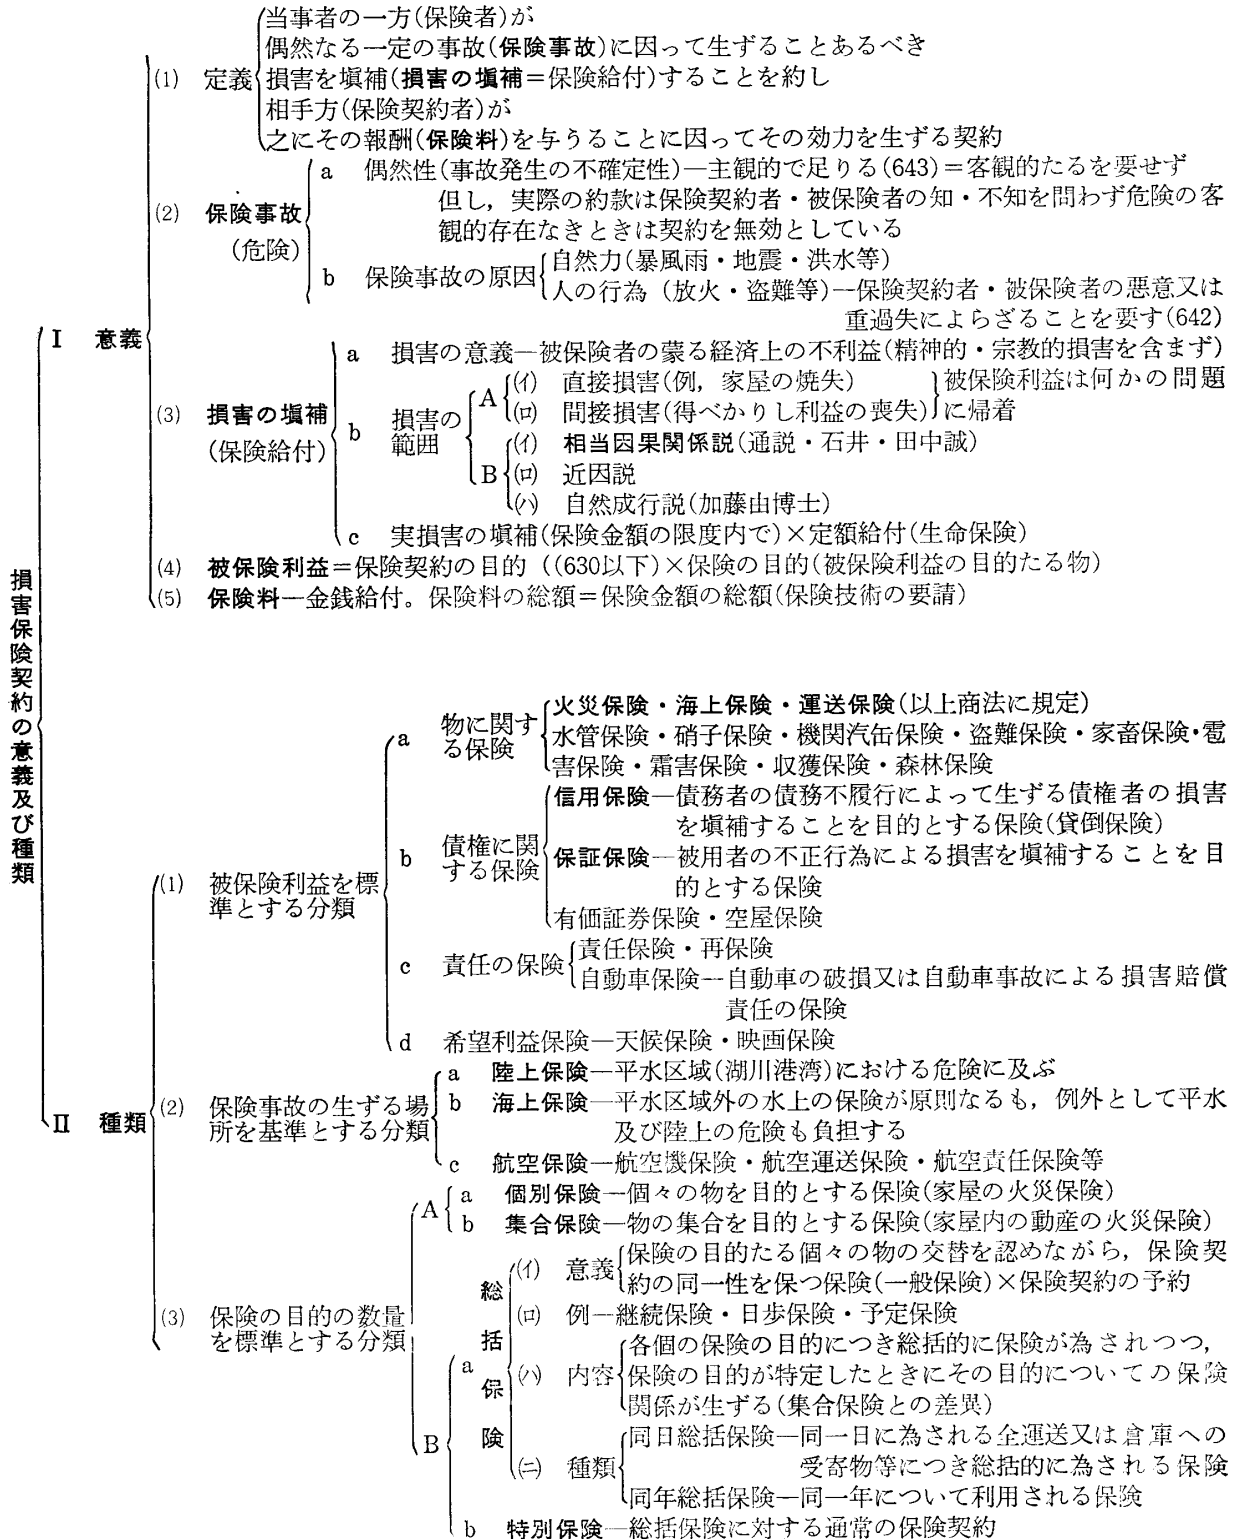 損害保険契約の意義及び種類
Ⅰ 意義
(1) 定義
当事者の一方(保険者)が
偶然なる一定の事故(保険事故)に因って生ずることあるべき
損害を塡補(損害の塡補=保険給付)することを約し
相手方(保険契約者)が
之にその報酬(保険料)を与うることに因ってその効力を生ずる契約
(2) 保険事故
(危険)
a 偶然性(事故発生の不確定性)—主観的で足りる(643)=客観的たるを要せず
但し,実際の約款は保険契約者・被保険者の知・不知を問わず危険の客
観的存在なきときは契約を無効としている
b 保険事故の原因
自然力(暴風雨・地震・洪水等)
人の行為(放火・盗難等)—保険契約者・被保険者の悪意又は
重過失によらざることを要す(642)
(3) 損害の塡補
(保険給付)
a 損害の意義—被保険者の蒙る経済上の不利益(精神的・宗教的損害を含まず)
b 損害の
範囲
A
(イ) 直接損害(例,家屋の焼失)
(ロ) 間接損害(得べかりし利益の喪失)
被保険利益は何かの問題
に帰着
B
(イ) 相当因果関係説(通説・石井・田中誠)
(ロ) 近因説
(ハ) 自然成行説(加藤由博士)
c 実損害の塡補(保険金額の限度内で)×定額給付(生命保険)
(4) 被保険利益=保険契約の目的((630以下)×保険の目的(被保険利益の目的たる物)
(5) 保険料—金銭給付。保険料の総額=保険金額の総額(保険技術の要請)
Ⅱ 種類
(1) 被保険利益を標
準とする分類
a 物に関す
る保険
火災保険・海上保険・運送保険(以上商法に規定)
水管保険・硝子保険・機関汽缶保険・盗難保険・家畜保険・雹
害保険・霜害保険・収獲保険・森林保険
b 債権に関
する保険
信用保険—債務者の債務不履行によって生ずる債権者の損害
を塡補することを目的とする保険(貸倒保険)
保証保険—被用者の不正行為による損害を塡補することを目
的とする保険
有価証券保険・空屋保険
c 責任の保険
責任保険・再保険
自動車保険—自動車の破損又は自動車事故による損害賠償
責任の保険
d 希望利益保険—天候保険・映画保険
(2) 保険事故の生ずる場
所を基準とする分類
a 陸上保険—平水区域(湖川港湾)における危険に及ぶ
b 海上保険—平水区域外の水上の保険が原則なるも,例外として平水
及び陸上の危険も負担する
c 航空保険—航空機保険・航空運送保険・航空責任保険等
(3) 保険の目的の数量
を標準とする分類
A
a 個別保険—個々の物を目的とする保険(家屋の火災保険)
b 集合保険—物の集合を目的とする保険(家屋内の動産の火災保険)
B
a 総括保険
(イ) 意義
保険の目的たる個々の物の交替を認めながら,保険契
約の同一性を保つ保険(一般保険)×保険契約の予約
(ロ) 例—継続保険・日歩保険・予定保険
(ハ) 内容
各個の保険の目的につき総括的に保険が為されつつ,
保険の目的が特定したときにその目的についての保険
関係が生ずる(集合保険との差異)
(ニ) 種類
同日総括保険—同一日に為される全運送又は倉庫への
受寄物等につき総括的に為される保険
同年総括保険—同一年について利用される保険
b 特別保険—総括保険に対する通常の保険契約